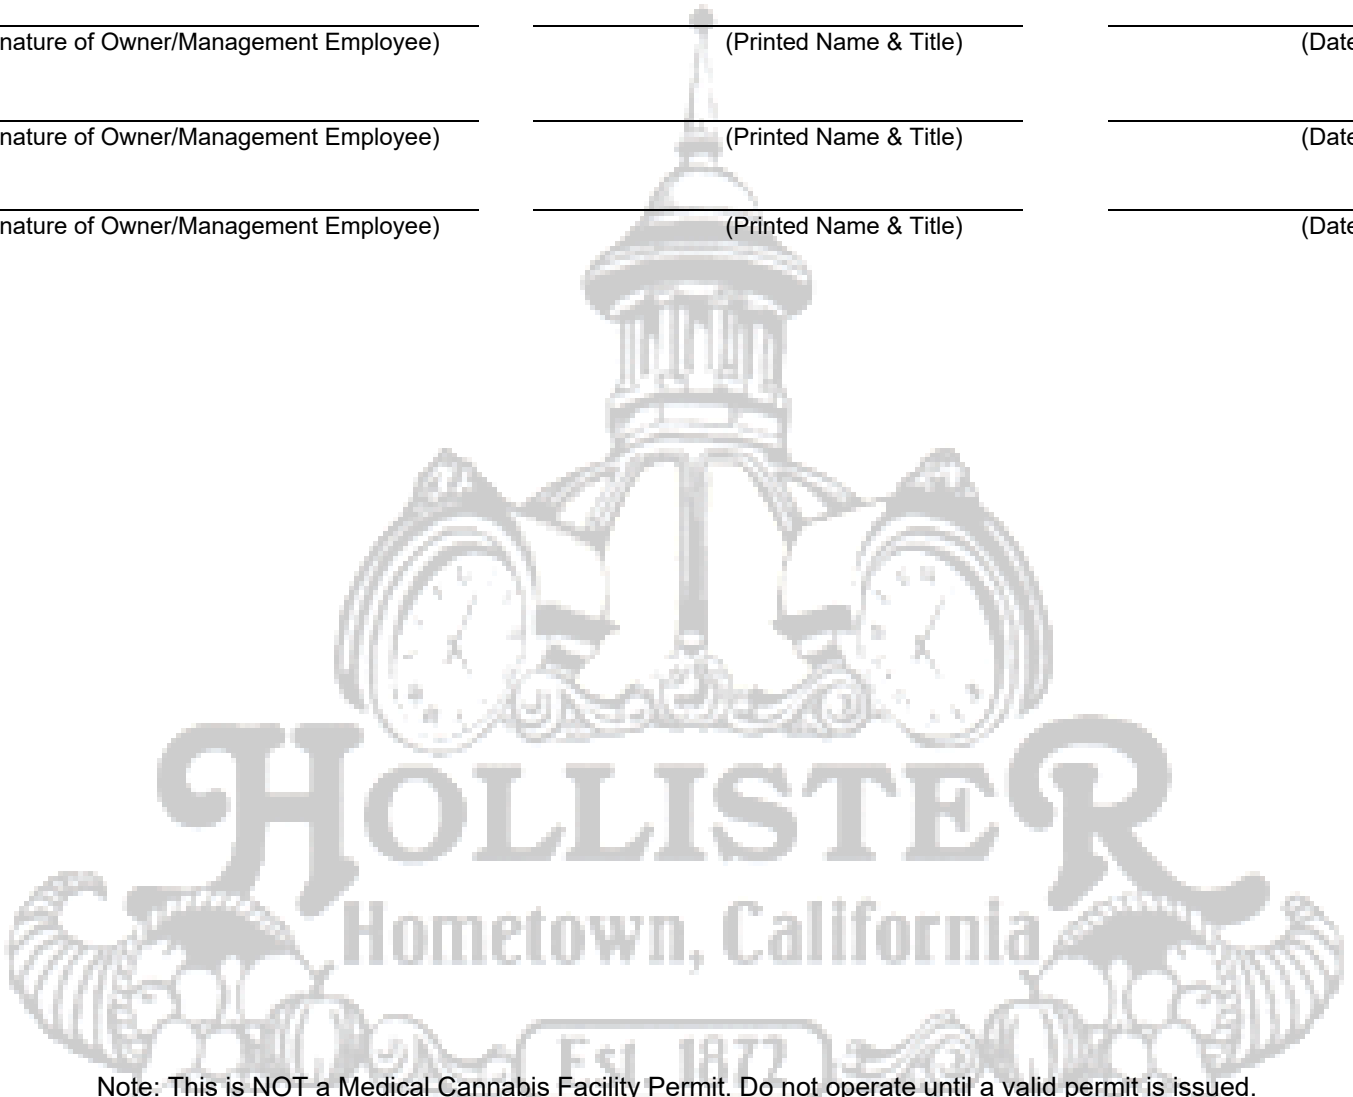 nature of Owner/Management Employee) (Printed Name & Title) (Date
nature of Owner/Management Employee) (Printed Name & Title) (Date
nature of Owner/Management Employee) (Printed Name & Title) (Date
HOLLISTER
Hometown, California
Est. 1872
Note: This is NOT a Medical Cannabis Facility Permit. Do not operate until a valid permit is issued.